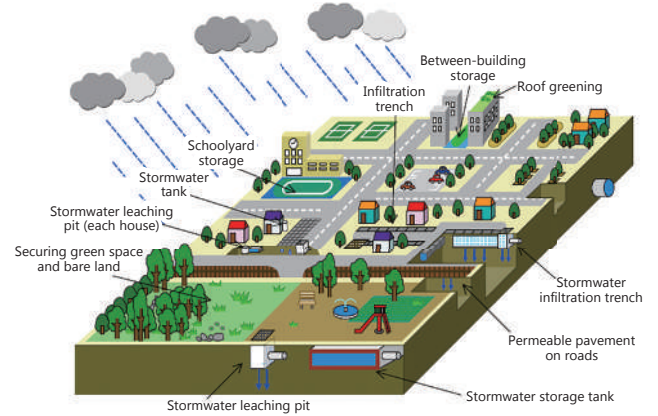 Between-building
storage
Roof greening
Infiltration
trench
Schoolyard
storage
Stormwater
tank
Stormwater leaching
pit (each house)
Securing green space
and bare land
Stormwater
infiltration trench
Permeable pavement
on roads
Stormwater storage tank
Stormwater leaching pit